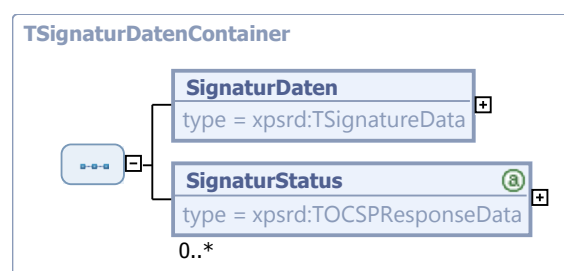 TSignaturDatenContainer
SignaturDaten
type = xpsrd:TSignatureData
SignaturStatus a
type = xpsrd:TOCSPResponseData
0..*